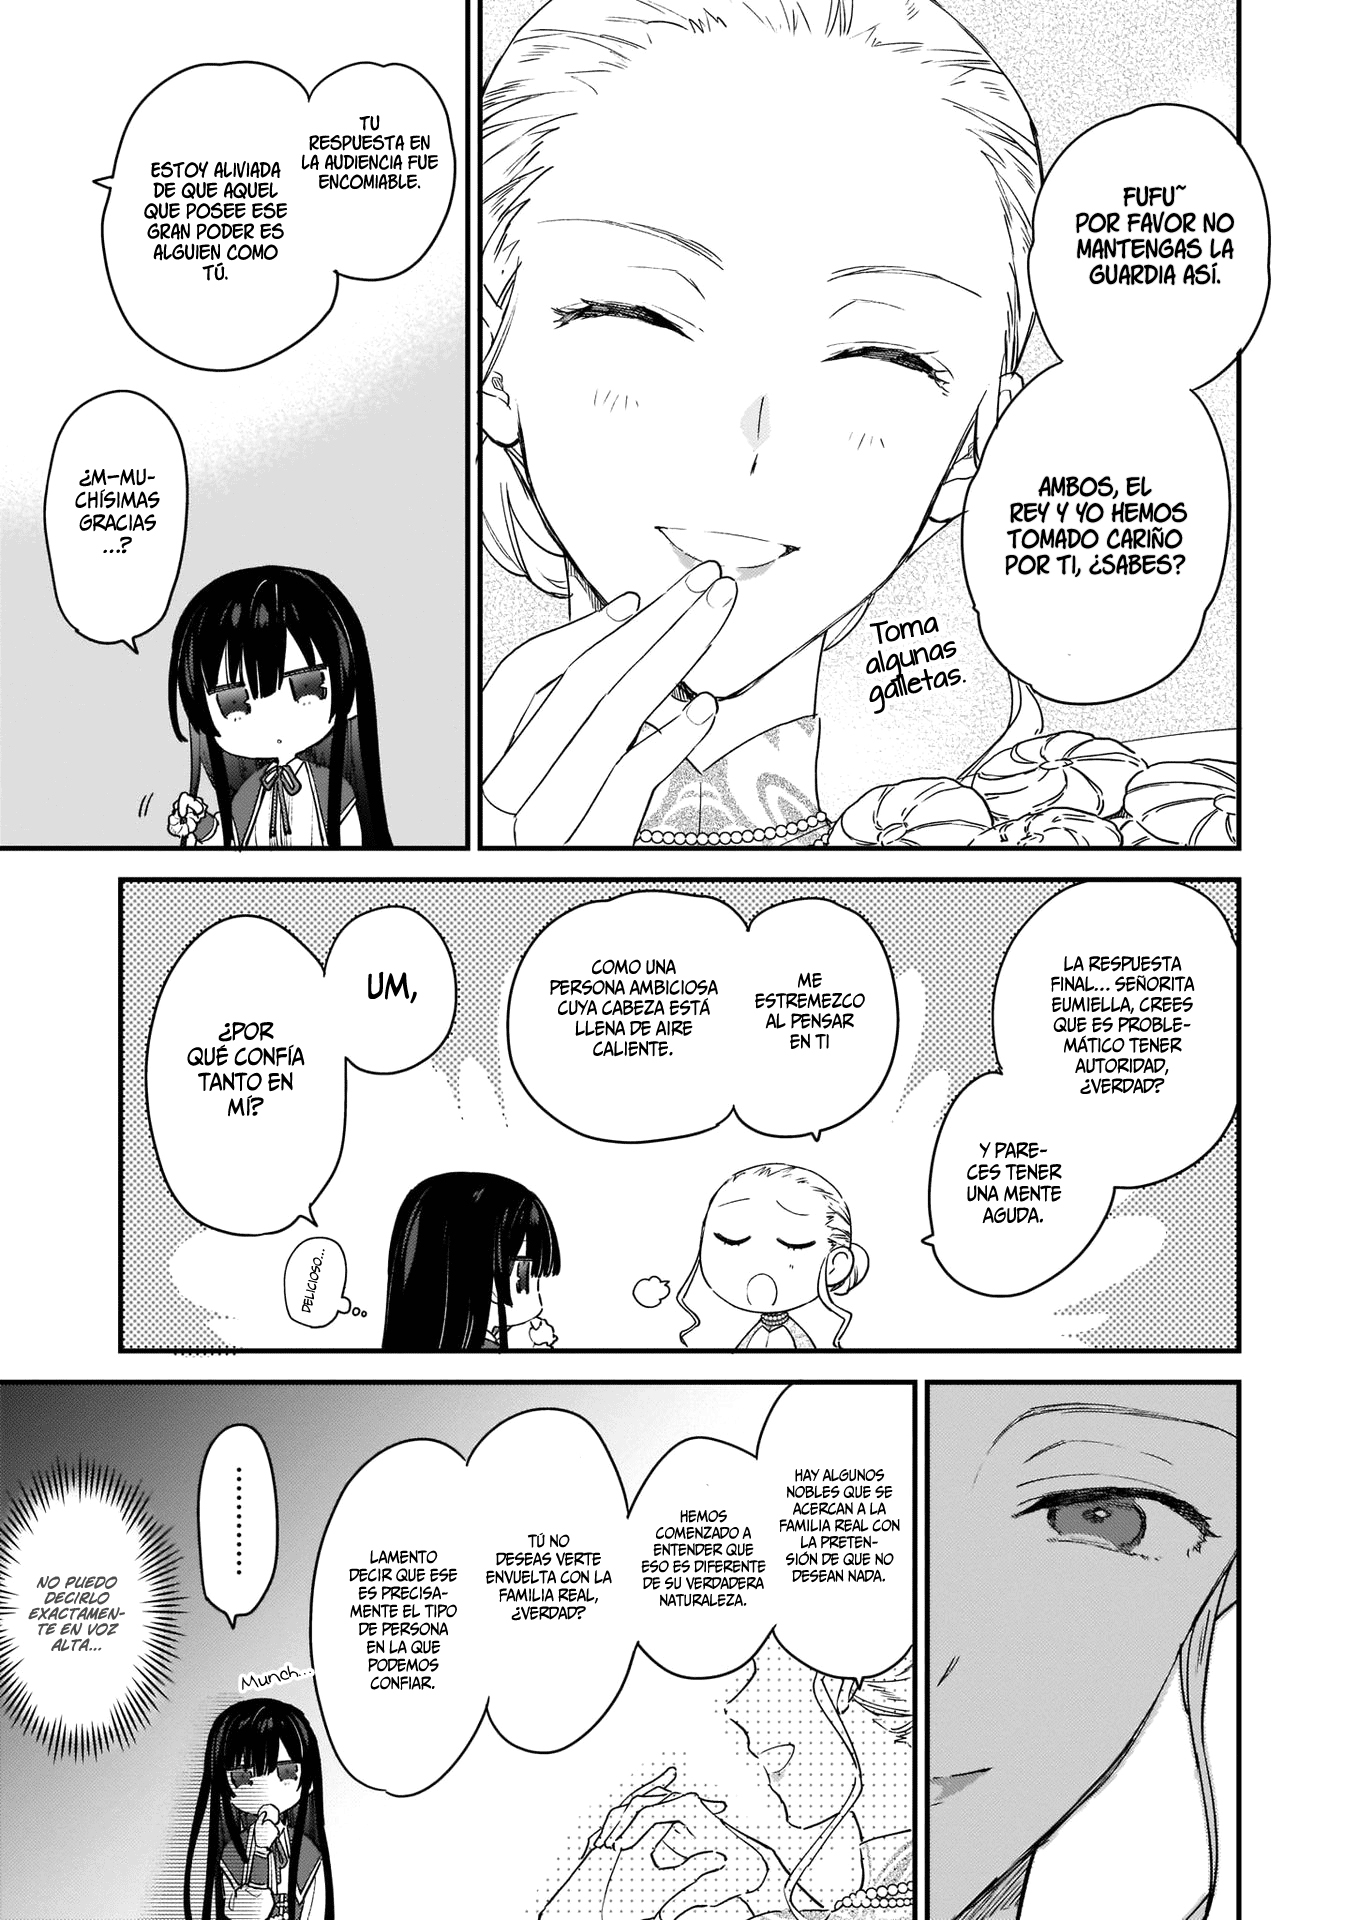 FUFU~
POR FAVOR NO
MANTENGAS LA
GUARDIA ASÍ.
AMBOS, EL
REY Y YO HEMOS
TOMADO CARIÑO
POR TI, ¿SABES?
Toma
algunas
galletas.
TU
RESPUESTA EN
LA AUDIENCIA FUE
ENCOMIABLE.
ESTOY ALIVIADA
DE QUE AQUEL
QUE POSEE ESE
GRAN PODER ES
ALGUIEN COMO
TÚ.
¿M-MU-
CHÍSIMAS
GRACIAS
...?
LA RESPUESTA
FINAL... SEÑORITA
EUMIELLA, CREES
QUE ES PROBLE-
MÁTICO TENER
AUTORIDAD,
¿VERDAD?
Y PARE-
CES TENER
UNA MENTE
AGUDA.
ME
ESTREMEZCO
AL PENSAR
EN TI
COMO UNA
PERSONA AMBICIOSA
CUYA CABEZA ESTÁ
LLENA DE AIRE
CALIENTE.
UM,
¿POR
QUÉ CONFÍA
TANTO EN
MÍ?
DELICIOSO...
HAY ALGUNOS
NOBLES QUE SE
ACERCAN A LA
FAMILIA REAL CON
LA PRETEN-
SIÓN DE QUE NO
DESEAN NADA.
HEMOS
COMENZADO A
ENTENDER QUE
ESO ES DIFERENTE
DE SU VERDADERA
NATURALEZA.
TÚ NO
DESEAS VERTE
ENVUELTA CON LA
FAMILIA REAL,
¿VERDAD?
LAMENTO
DECIR QUE ESE
ES PRECISA-
MENTE EL TIPO
DE PERSONA
EN LA QUE
PODEMOS
CONFIAR.
..........
Munch...
NO PUEDO
DECIRLO
EXACTAMEN-
TE EN VOZ
ALTA...